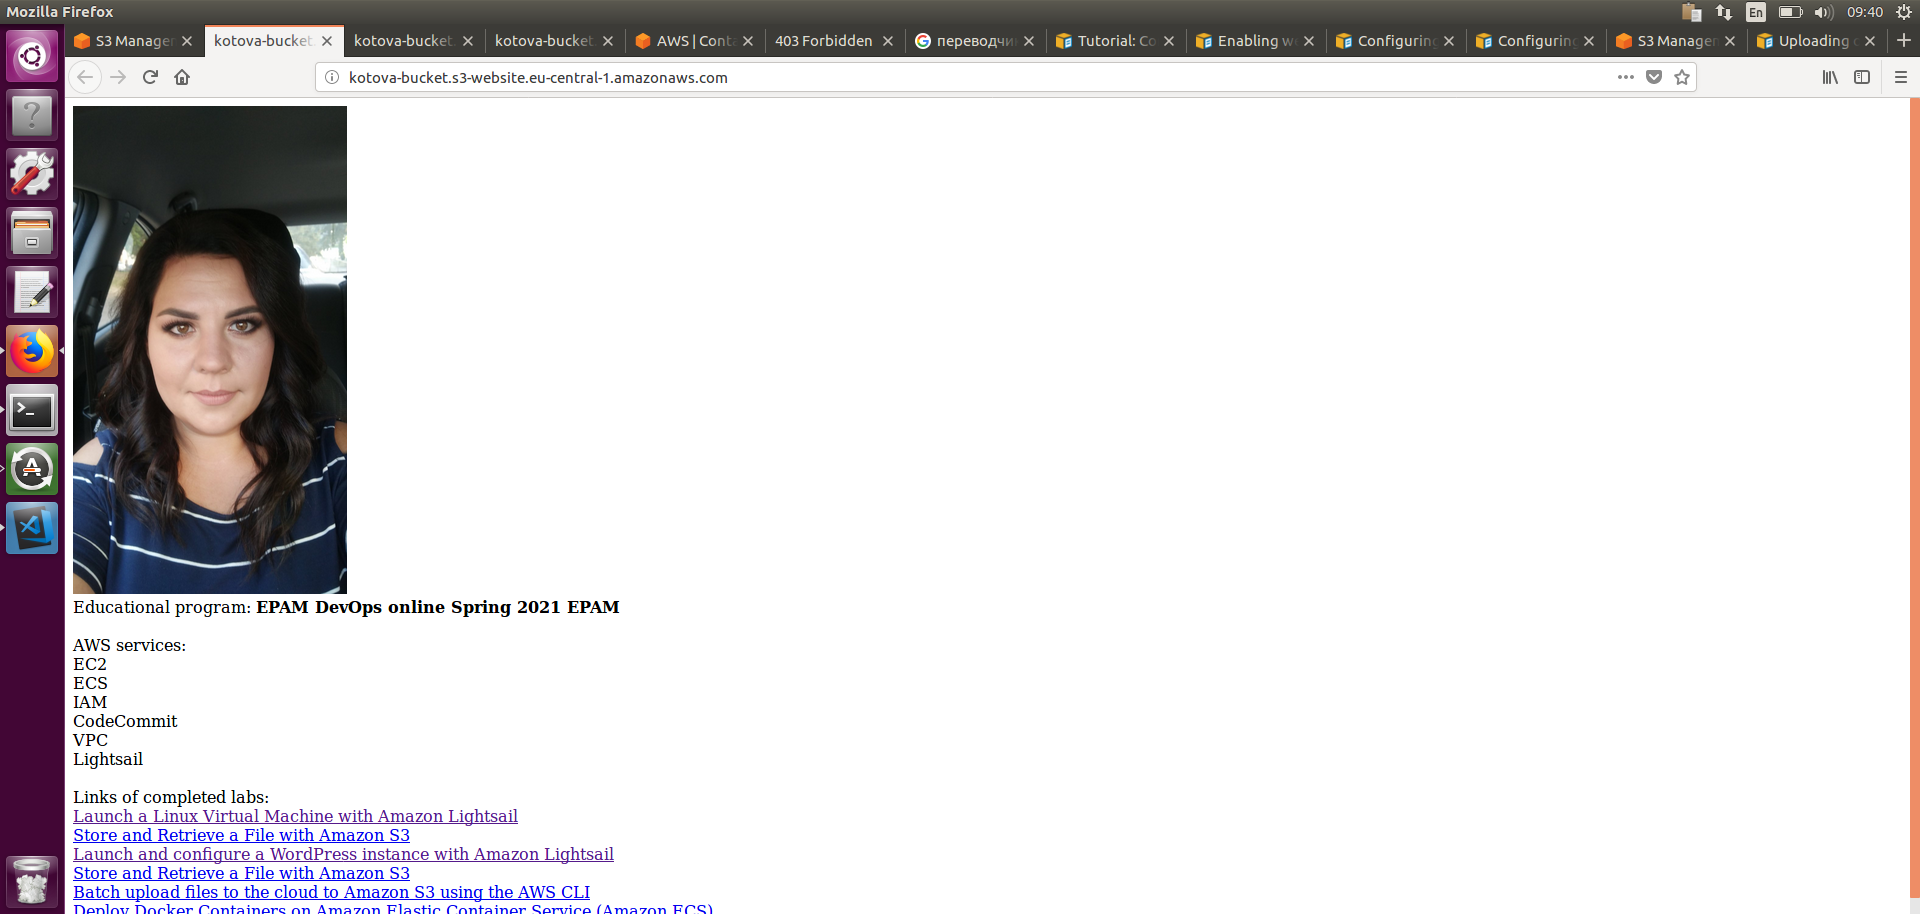 Mozilla Firefox
En
09:40
S3 Manager
kotova-bucket.
kotova-bucket.
kotova-bucket.
AWS | Conta
403 Forbidden
переводчик
Tutorial: Co
Enabling we
Configuring
Configuring
S3 Manager
Uploading
kotova-bucket.s3-website.eu-central-1.amazonaws.com
Educational program: EPAM DevOps online Spring 2021 EPAM
AWS services:
EC2
ECS
IAM
CodeCommit
VPC
Lightsail
Links of completed labs:
Launch a Linux Virtual Machine with Amazon Lightsail
Store and Retrieve a File with Amazon S3
Launch and configure a WordPress instance with Amazon Lightsail
Store and Retrieve a File with Amazon S3
Batch upload files to the cloud to Amazon S3 using the AWS CLI
Deploy Docker Containers on Amazon Elastic Container Service (Amazon ECS)